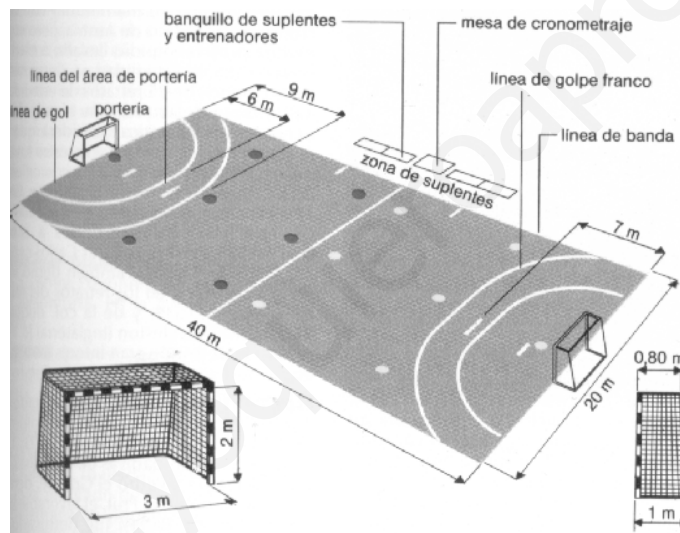 banquillo de suplentes
y entrenadores
mesa de cronometraje
línea del área de portería
línea de golpe franco
9 m
6 m
línea de gol
portería
línea de banda
zona de suplentes
7 m
40 m
20 m
0,80 m
2 m
3 m
1 m